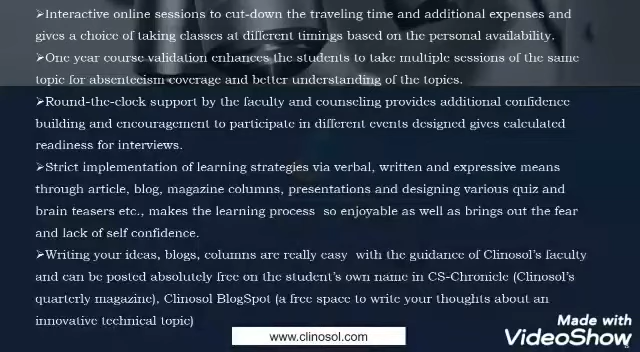 ➢Interactive online sessions to cut-down the traveling time and additional expenses and
gives a choice of taking classes at different timings based on the personal availability.
➢One year course validation enhances the students to take multiple sessions of the same
topic for absenteeism coverage and better understanding of the topics.
➢Round-the-clock support by the faculty and counseling provides additional confidence
building and encouragement to participate in different events designed gives calculated
readiness for interviews.
➢Strict implementation of learning strategies via verbal, written and expressive means
through article, blog, magazine columns, presentations and designing various quiz and
brain teasers etc., makes the learning process so enjoyable as well as brings out the fear
and lack of self confidence.
➢Writing your ideas, blogs, columns are really easy with the guidance of Clinosol's faculty
and can be posted absolutely free on the student's own name in CS-Chronicle (Clinosol's
quarterly magazine), Clinosol BlogSpot (a free space to write your thoughts about an
innovative technical topic)
www.clinosol.com
Made with
VideoShow